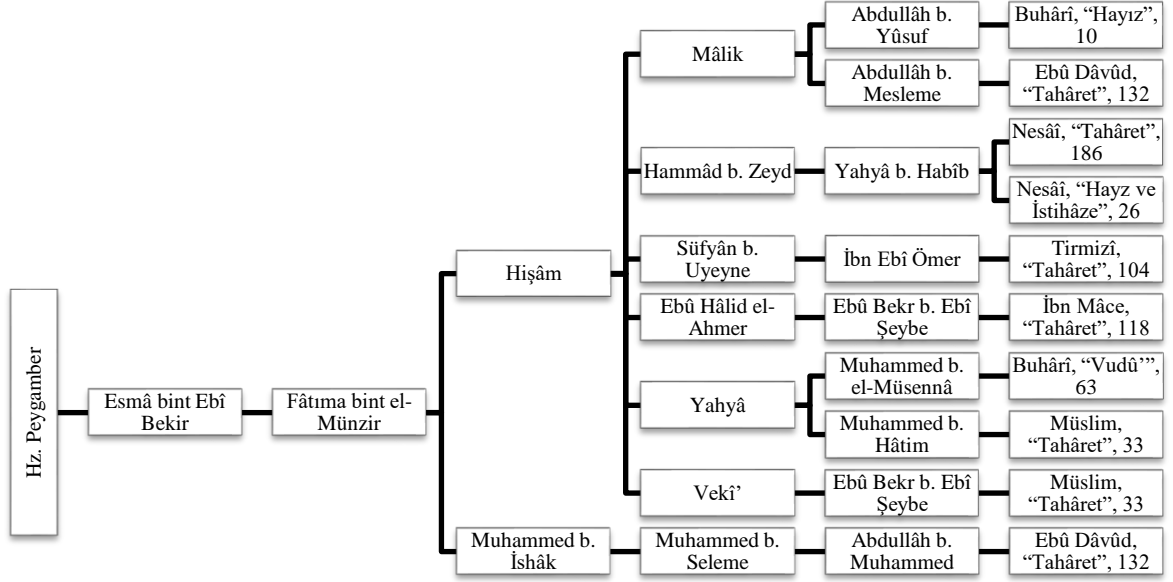 Hz. Peygamber
Esmâ bint Ebî
Bekir
Fâtıma bint el-
Münzir
Hişâm
Mâlik
Abdullâh b.
Yûsuf
Buhârî, “Hayız”,
10
Abdullâh b.
Mesleme
Ebû Dâvûd,
“Tahâret”, 132
Hammâd b. Zeyd
Yahyâ b. Habîb
Nesâî, “Tahâret”,
186
Nesâî, “Hayz ve
İstihâze”, 26
Süfyân b.
Uyeyne
İbn Ebî Ömer
Tirmizî,
“Tahâret”, 104
Ebû Hâlid el-
Ahmer
Ebû Bekr b. Ebî
Şeybe
İbn Mâce,
“Tahâret”, 118
Yahyâ
Muhammed b.
el-Müsennâ
Buhârî, “Vudû’”,
63
Muhammed b.
Hâtim
Müslim,
“Tahâret”, 33
Vekî’
Ebû Bekr b. Ebî
Şeybe
Müslim,
“Tahâret”, 33
Muhammed b.
İshâk
Muhammed b.
Seleme
Abdullâh b.
Muhammed
Ebû Dâvûd,
“Tahâret”, 132